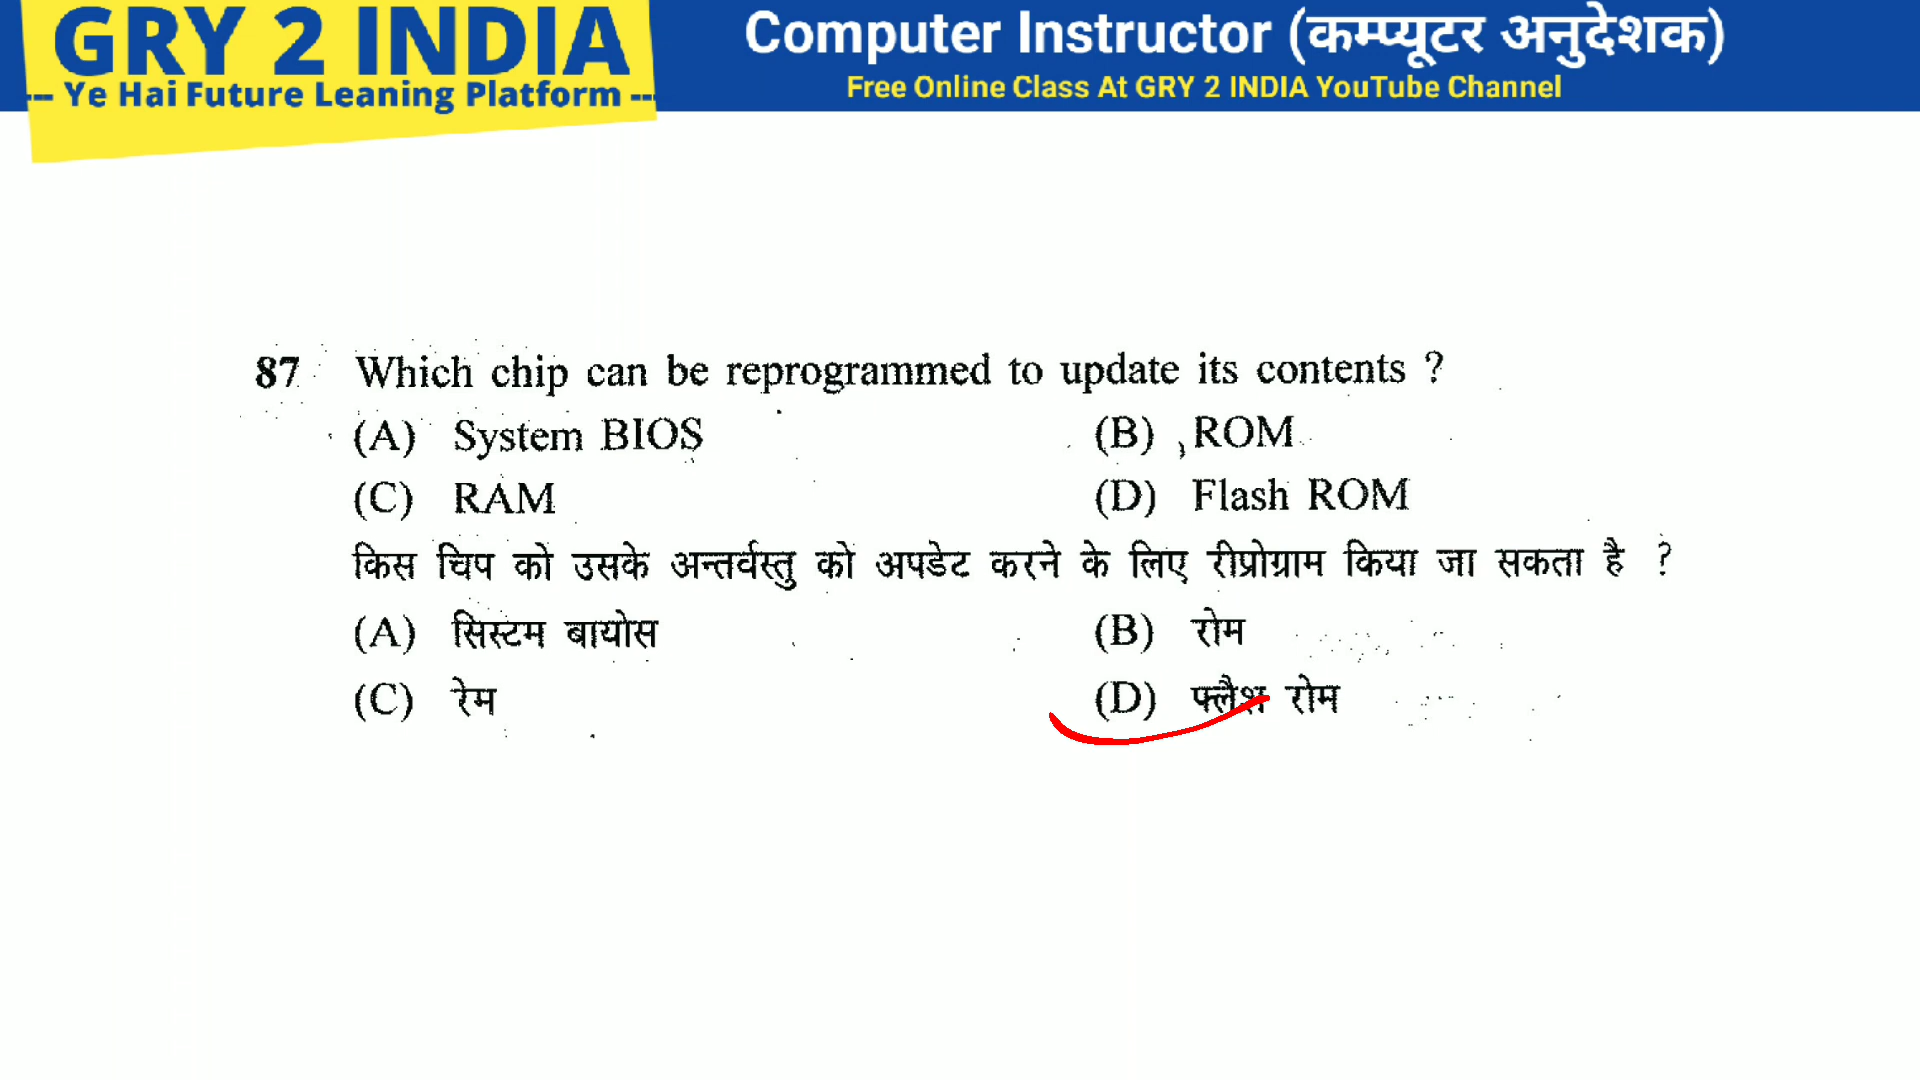 GRY 2 INDIA
--- Ye Hai Future Leaning Platform ---
Computer Instructor (कम्प्यूटर अनुदेशक)
Free Online Class At GRY 2 INDIA YouTube Channel
87 Which chip can be reprogrammed to update its contents ?
(A) System BIOS (B) ROM
(C) RAM (D) Flash ROM
किस चिप को उसके अन्तर्वस्तु को अपडेट करने के लिए रीप्रोग्राम किया जा सकता है ?
(A) सिस्टम बायोस (B) रोम
(C) रेम (D) फ्लैश रोम